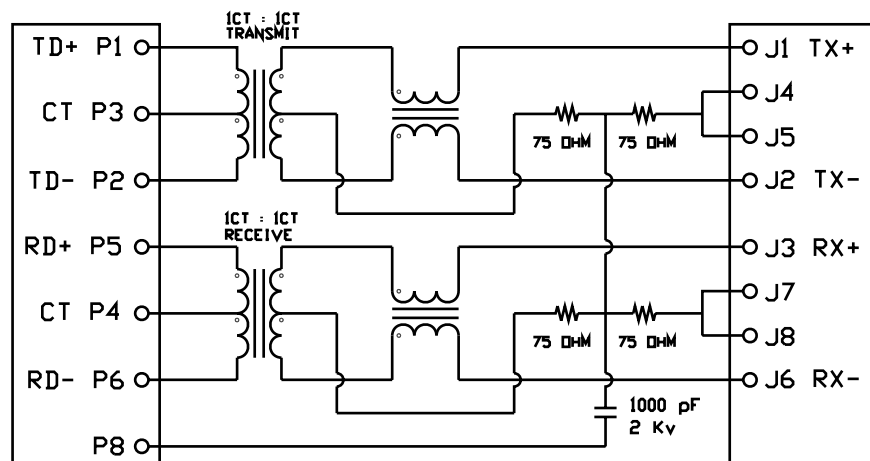 1CT : 1CT
TRANSMIT
TD+ P1
J1 TX+
J4
CT P3
75 OHM 75 OHM
J5
TD- P2
J2 TX-
1CT : 1CT
RECEIVE
RD+ P5
J3 RX+
J7
CT P4
75 OHM 75 OHM
J8
RD- P6
J6 RX-
1000 pF
2 Kv
P8